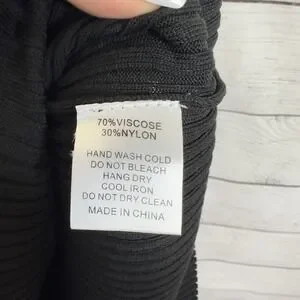 70%VISCOSE
30%NYLON
HAND WASH COLD
DO NOT BLEACH
HANG DRY
COOL IRON
DO NOT DRY CLEAN
MADE IN CHINA